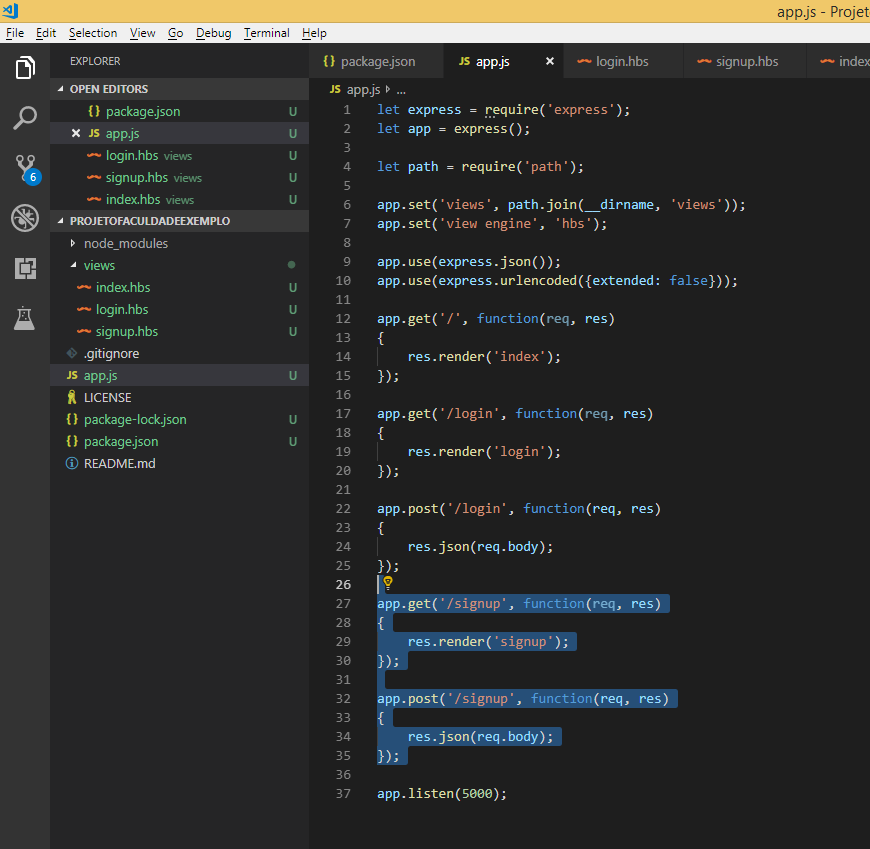 app.js - Projet
File Edit Selection View Go Debug Terminal Help
EXPLORER
OPEN EDITORS
{} package.json U
JS app.js U
login.hbs views U
signup.hbs views U
index.hbs views U
PROJETOFACULDADEEXEMPLO
node_modules
views
index.hbs U
login.hbs U
signup.hbs U
.gitignore
JS app.js U
LICENSE
{} package-lock.json U
{} package.json U
README.md
6
{} package.json JS app.js × login.hbs signup.hbs index
JS app.js ...
1 let express = require('express');
2 let app = express();
3
4 let path = require('path');
5
6 app.set('views', path.join(__dirname, 'views'));
7 app.set('view engine', 'hbs');
8
9 app.use(express.json());
10 app.use(express.urlencoded({extended: false}));
11
12 app.get('/', function(req, res)
13 {
14 res.render('index');
15 });
16
17 app.get('/login', function(req, res)
18 {
19 res.render('login');
20 });
21
22 app.post('/login', function(req, res)
23 {
24 res.json(req.body);
25 });
26
27 app.get('/signup', function(req, res)
28 {
29 res.render('signup');
30 });
31
32 app.post('/signup', function(req, res)
33 {
34 res.json(req.body);
35 });
36
37 app.listen(5000);